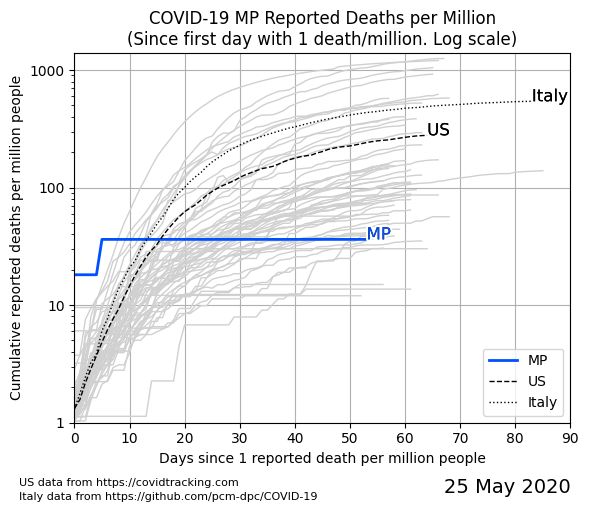 COVID-19 MP Reported Deaths per Million
(Since first day with 1 death/million. Log scale)
Cumulative reported deaths per million people
1000
100
10
1
Italy
US
MP
MP
US
Italy
0 10 20 30 40 50 60 70 80 90
Days since 1 reported death per million people
US data from https://covidtracking.com
Italy data from https://github.com/pcm-dpc/COVID-19
25 May 2020